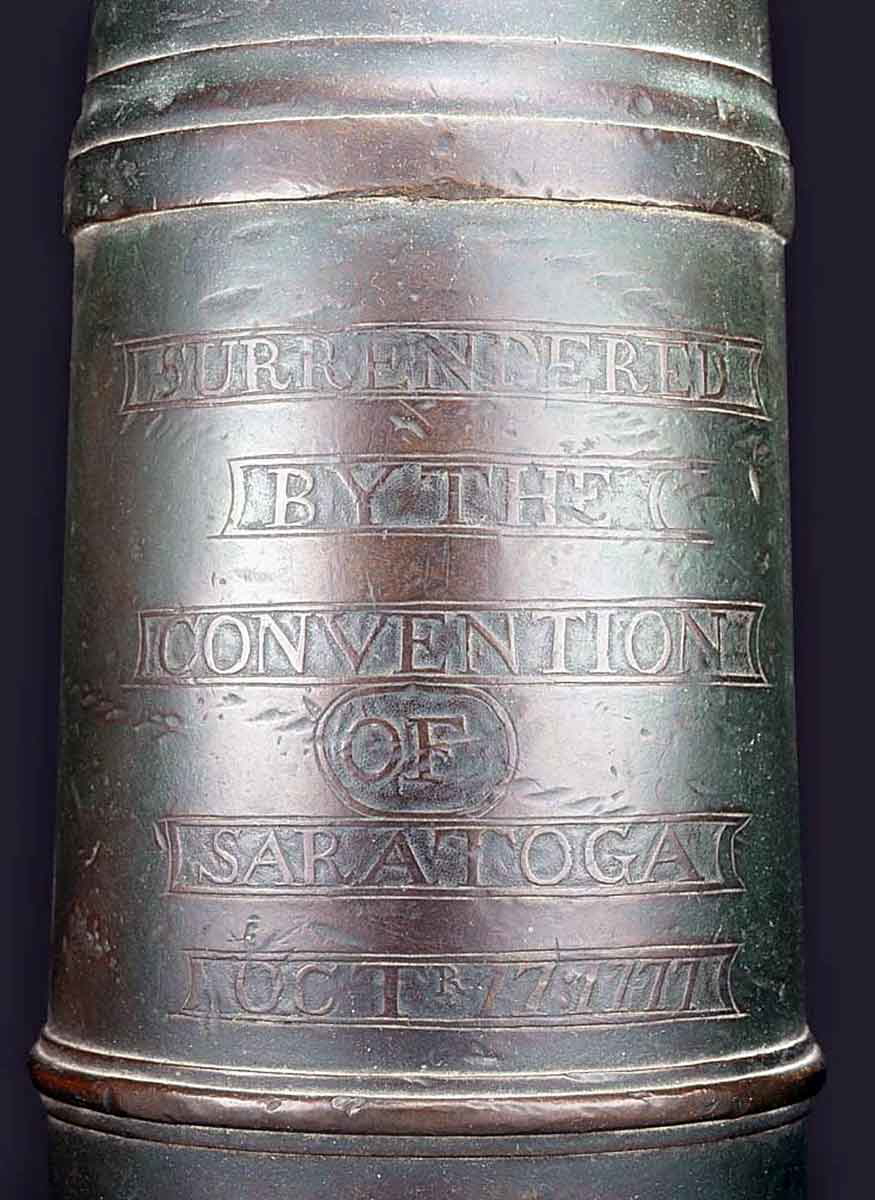 SURRENDERED
BY THE
CONVENTION
OF
SARATOGA
OCTR 17·1777